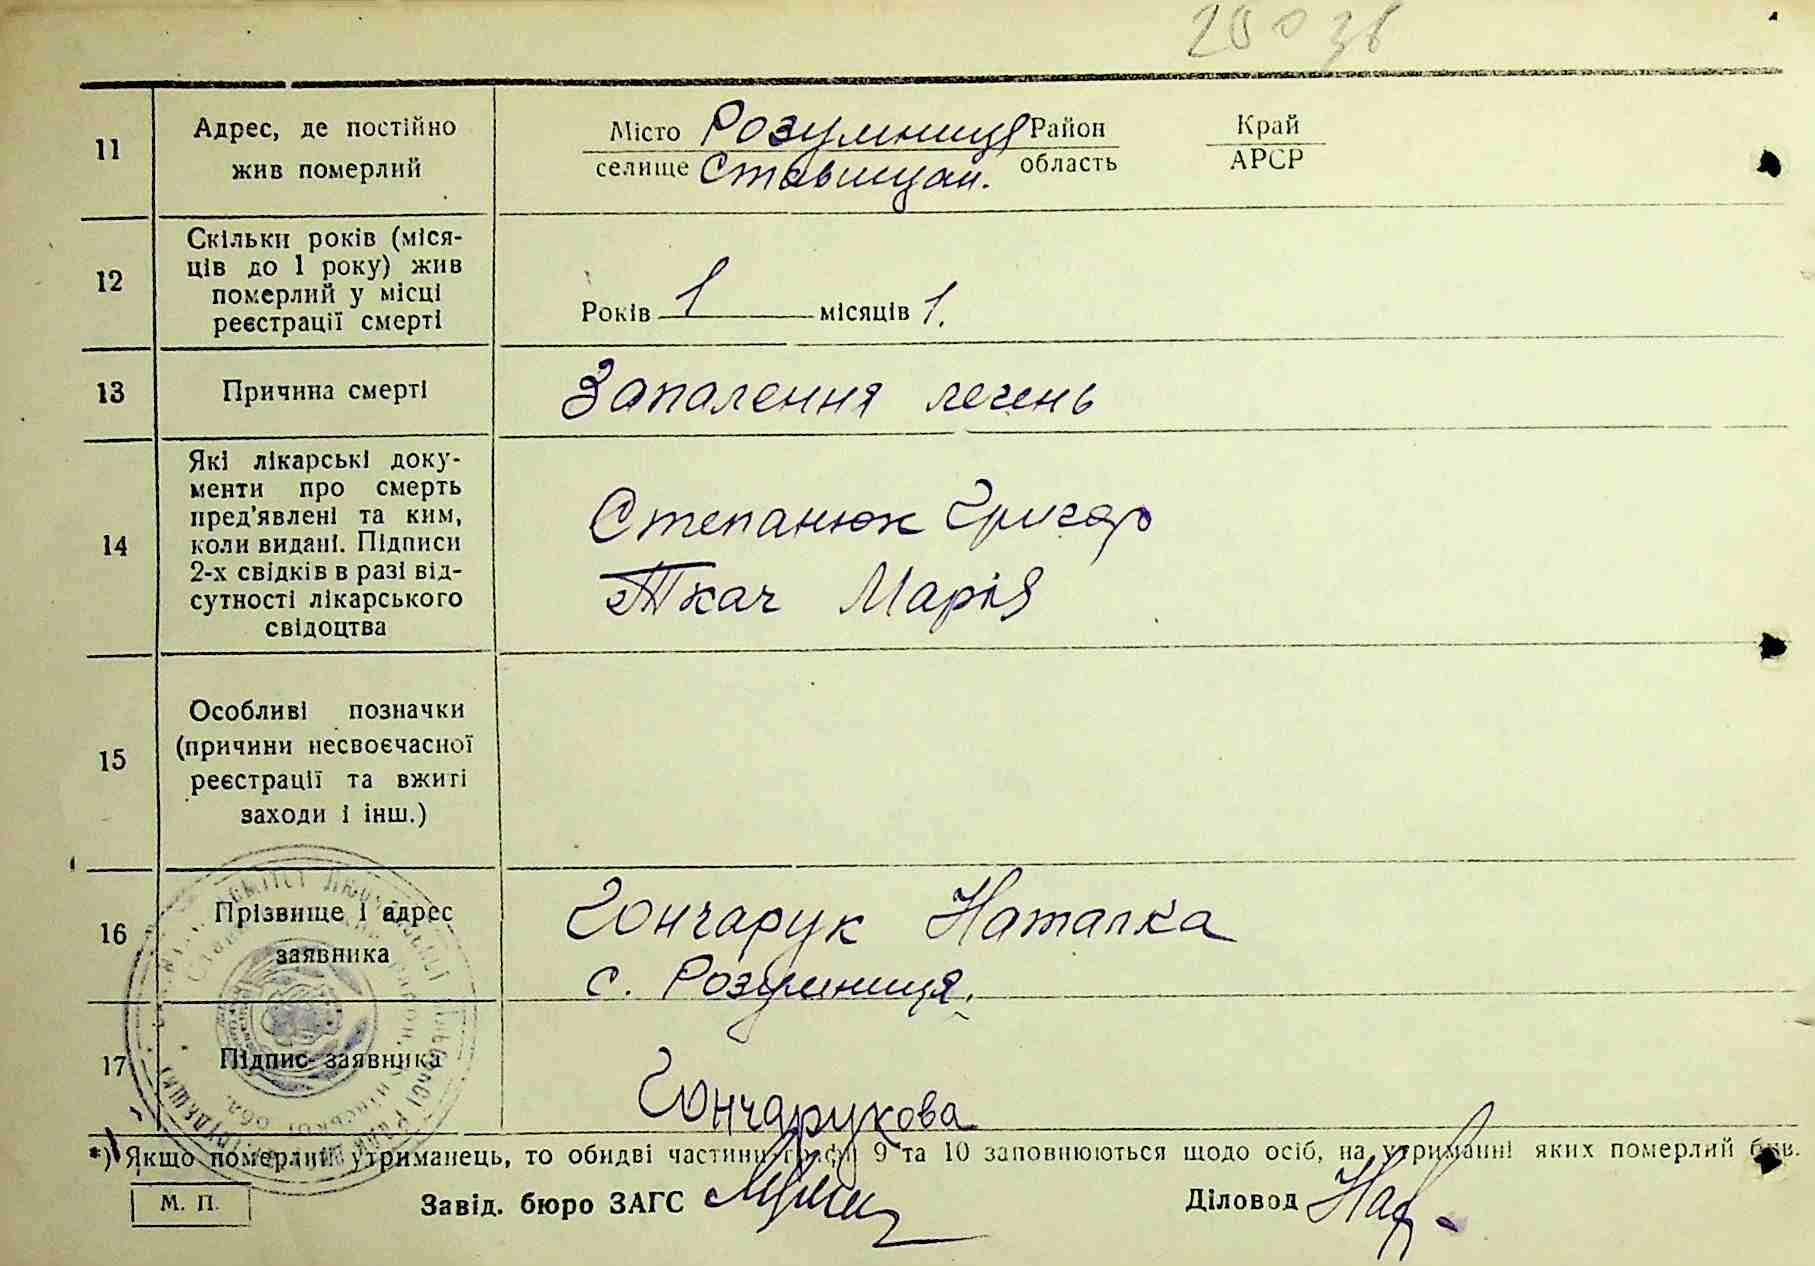 11 Адрес, де постійно Місто Розумниця Район Край
жив померлий селище Ставищан. область АРСР
Скільки років (міся-
ців до 1 року) жив
12 померлий у місці Років 1 місяців 1.
реєстрації смерті
13 Причина смерті Запалення легень
Які лікарські доку-
менти про смерть
пред'явлені та ким, Степанюк Григор
14 коли видані. Підписи
2-х свідків в разі від-
сутності лікарського Ткач Марія
свідоцтва
Особливі позначки
15 (причини несвоєчасної
реєстрації та вжиті
заходи і інш.)
16 Прізвище і адрес Гончарук Наталка
заявника с. Розумниця.
17 Підпис заявника Гончарукова
*) Якщо померлий утриманець, то обидві частини графи 9 та 10 заповнюються щодо осіб, на утриманні яких померлий був.
М. П. Завід. бюро ЗАГС Діловод